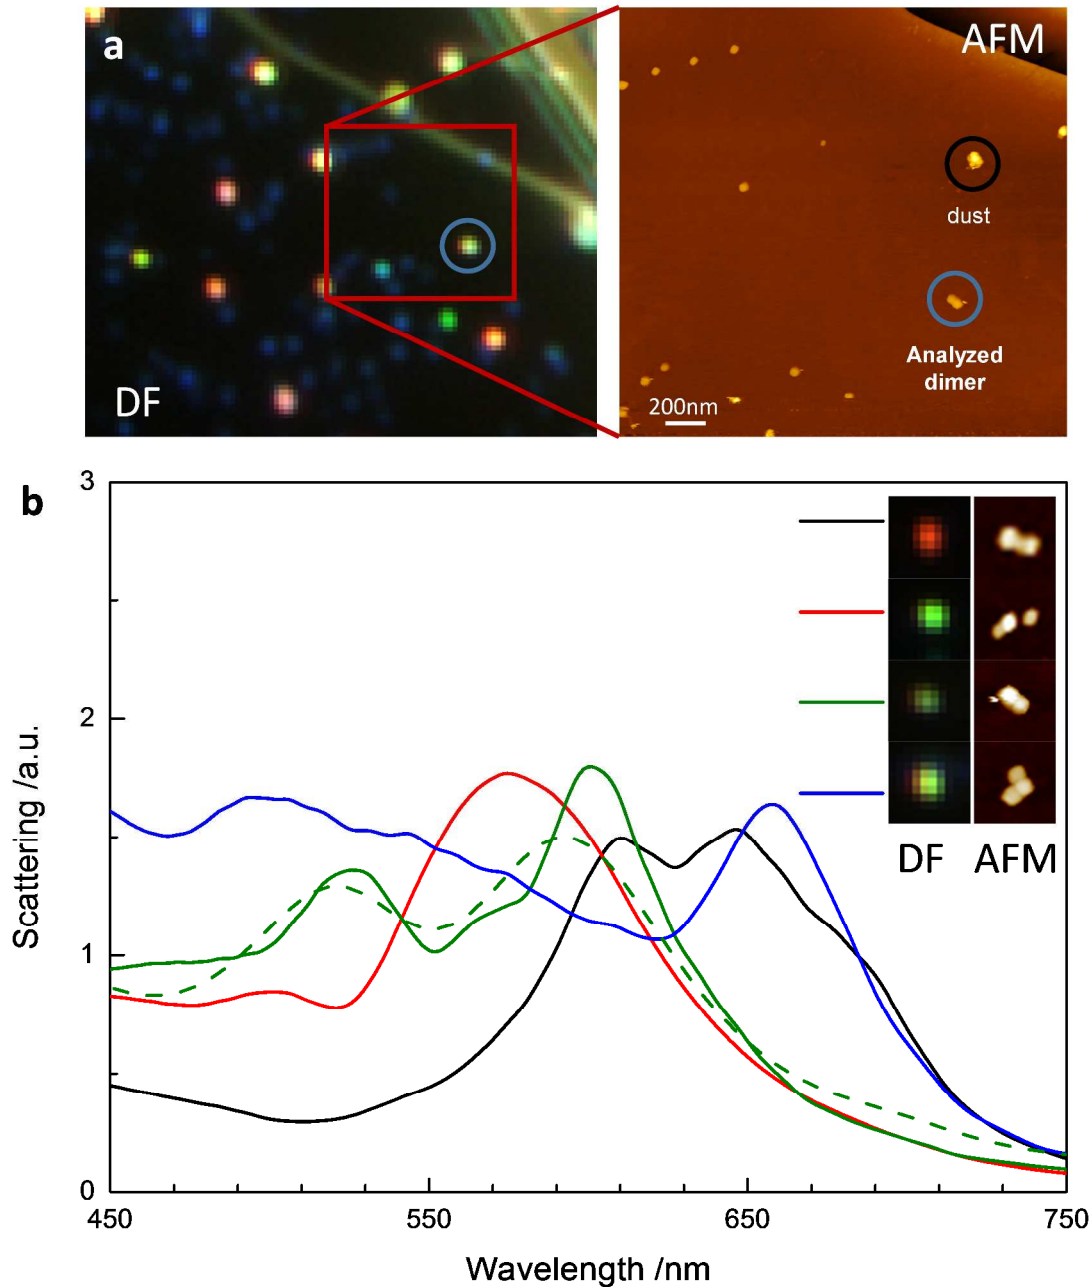 a
AFM
dust
Analyzed
dimer
DF
200nm
b
3
2
1
0
Scattering /a.u.
DF AFM
450 550 650 750
Wavelength /nm